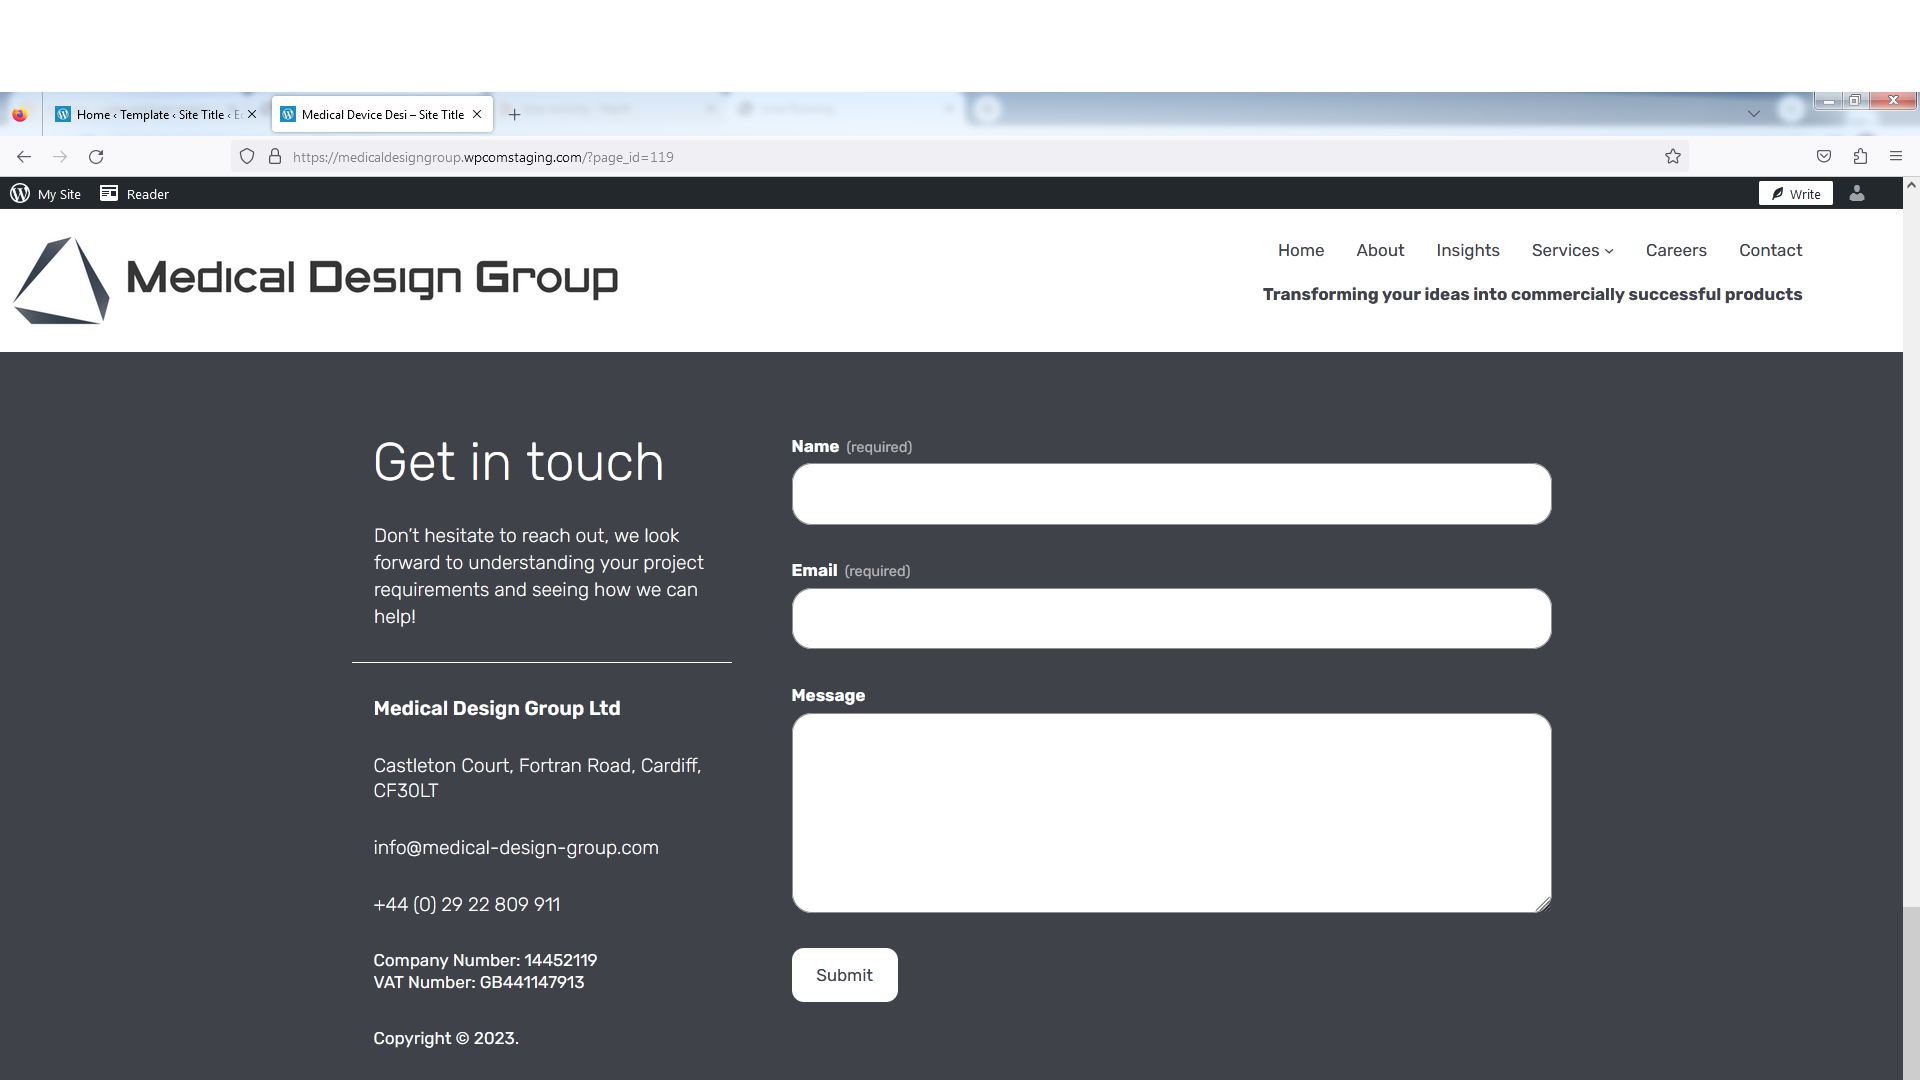 Home ‹ Template ‹ Site Title ‹
Medical Device Desi – Site Title
https://medicaldesigngroup.wpcomstaging.com/?page_id=119
My Site
Reader
Write
Medical Design Group
Home
About
Insights
Services
Careers
Contact
Transforming your ideas into commercially successful products
Get in touch
Don't hesitate to reach out, we look
forward to understanding your project
requirements and seeing how we can
help!
Medical Design Group Ltd
Castleton Court, Fortran Road, Cardiff,
CF30LT
info@medical-design-group.com
+44 (0) 29 22 809 911
Company Number: 14452119
VAT Number: GB441147913
Copyright © 2023.
Name (required)
Email (required)
Message
Submit